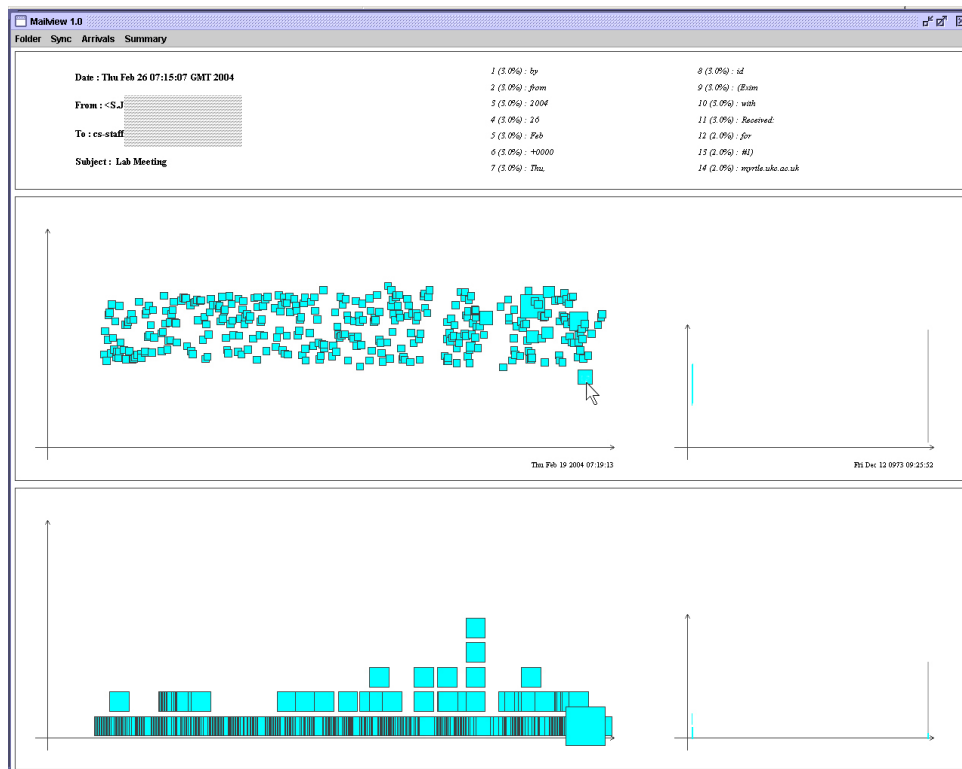 Mailview 1.0
Folder Sync Arrivals Summary
Date : Thu Feb 26 07:15:07 GMT 2004
From : <S.J
To : cs-staff
Subject : Lab Meeting
1 (3.0%) : by
2 (3.0%) : from
3 (3.0%) : 2004
4 (3.0%) : 26
5 (3.0%) : Feb
6 (3.0%) : +0000
7 (3.0%) : Thu,
8 (3.0%) : id
9 (3.0%) : (Exim
10 (3.0%) : with
11 (3.0%) : Received:
12 (2.0%) : for
13 (2.0%) : #1)
14 (2.0%) : myrtle.ukc.ac.uk
Thu Feb 19 2004 07:19:13
Fri Dec 12 0973 09:25:52